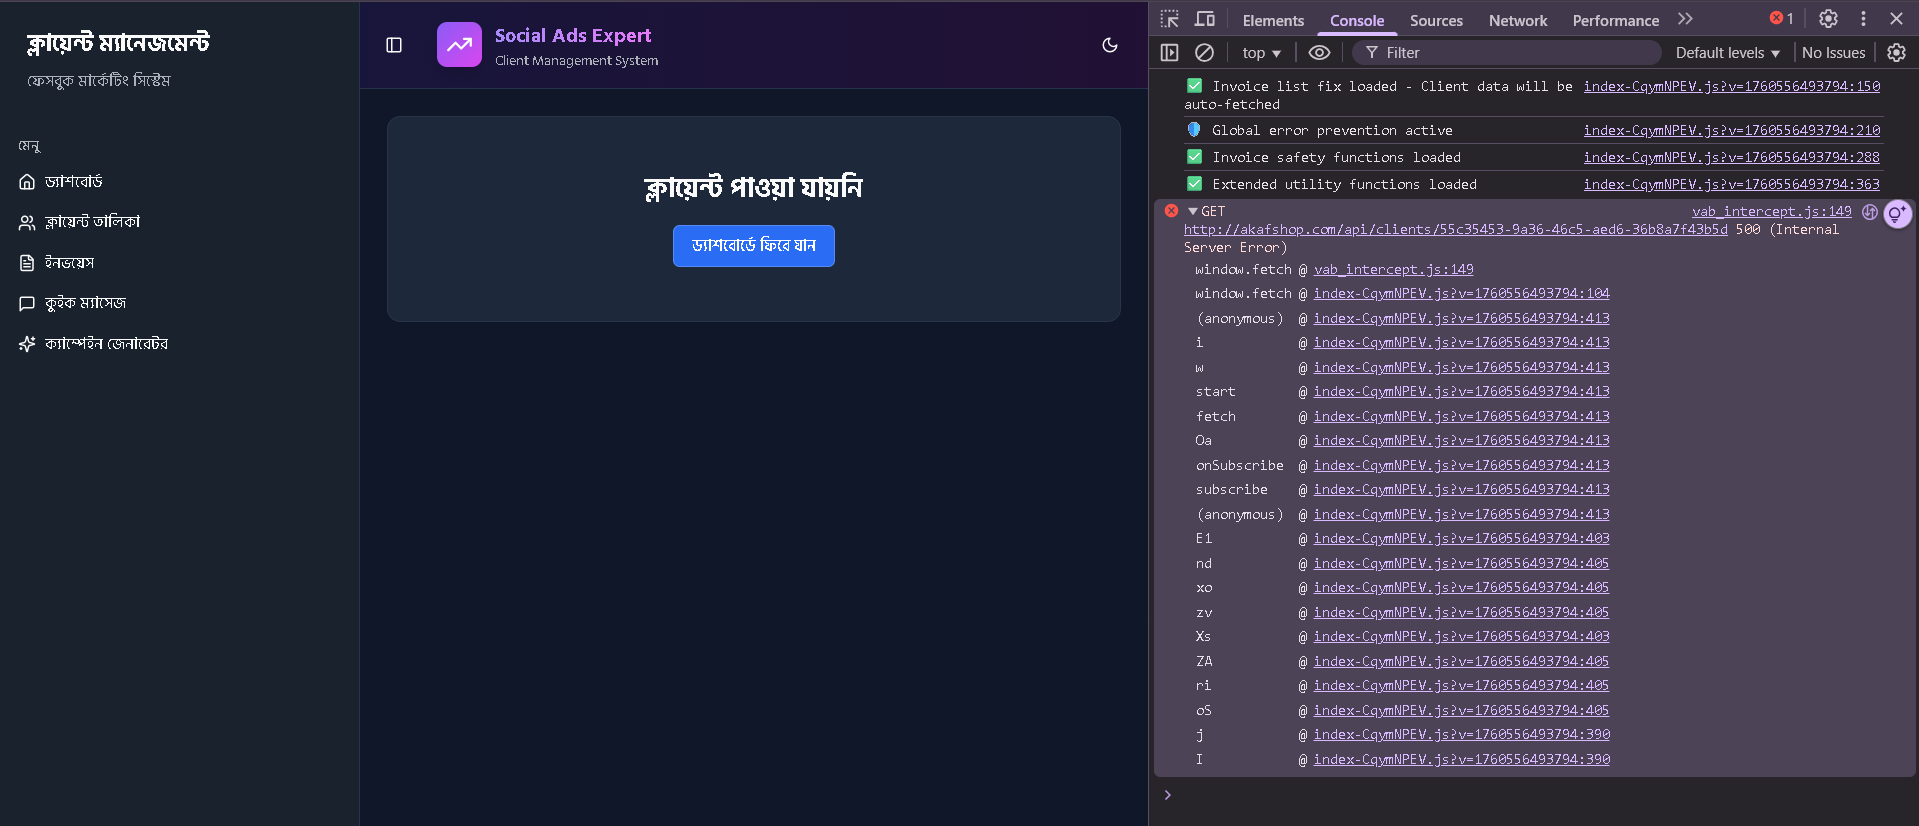 ক্লায়েন্ট ম্যানেজমেন্ট
ফেসবুক মার্কেটিং সিস্টেম
মেনু
ড্যাশবোর্ড
ক্লায়েন্ট তালিকা
ইনভয়েস
কুইক ম্যাসেজ
ক্যাম্পেইন জেনারেটর
Social Ads Expert
Client Management System
ক্লায়েন্ট পাওয়া যায়নি
ড্যাশবোর্ডে ফিরে যান
Elements Console Sources Network Performance 1
top Filter Default levels No Issues
Invoice list fix loaded - Client data will be index-CqymNPEV.js?v=1760556493794:150
auto-fetched
Global error prevention active index-CqymNPEV.js?v=1760556493794:210
Invoice safety functions loaded index-CqymNPEV.js?v=1760556493794:288
Extended utility functions loaded index-CqymNPEV.js?v=1760556493794:363
GET vab_intercept.js:149
http://akafshop.com/api/clients/55c35453-9a36-46c5-aed6-36b8a7f43b5d 500 (Internal
Server Error)
window.fetch @ vab_intercept.js:149
window.fetch @ index-CqymNPEV.js?v=1760556493794:104
(anonymous) @ index-CqymNPEV.js?v=1760556493794:413
i @ index-CqymNPEV.js?v=1760556493794:413
w @ index-CqymNPEV.js?v=1760556493794:413
start @ index-CqymNPEV.js?v=1760556493794:413
fetch @ index-CqymNPEV.js?v=1760556493794:413
Oa @ index-CqymNPEV.js?v=1760556493794:413
onSubscribe @ index-CqymNPEV.js?v=1760556493794:413
subscribe @ index-CqymNPEV.js?v=1760556493794:413
(anonymous) @ index-CqymNPEV.js?v=1760556493794:413
E1 @ index-CqymNPEV.js?v=1760556493794:403
nd @ index-CqymNPEV.js?v=1760556493794:405
xo @ index-CqymNPEV.js?v=1760556493794:405
zv @ index-CqymNPEV.js?v=1760556493794:405
Xs @ index-CqymNPEV.js?v=1760556493794:403
ZA @ index-CqymNPEV.js?v=1760556493794:405
ri @ index-CqymNPEV.js?v=1760556493794:405
oS @ index-CqymNPEV.js?v=1760556493794:405
j @ index-CqymNPEV.js?v=1760556493794:390
I @ index-CqymNPEV.js?v=1760556493794:390